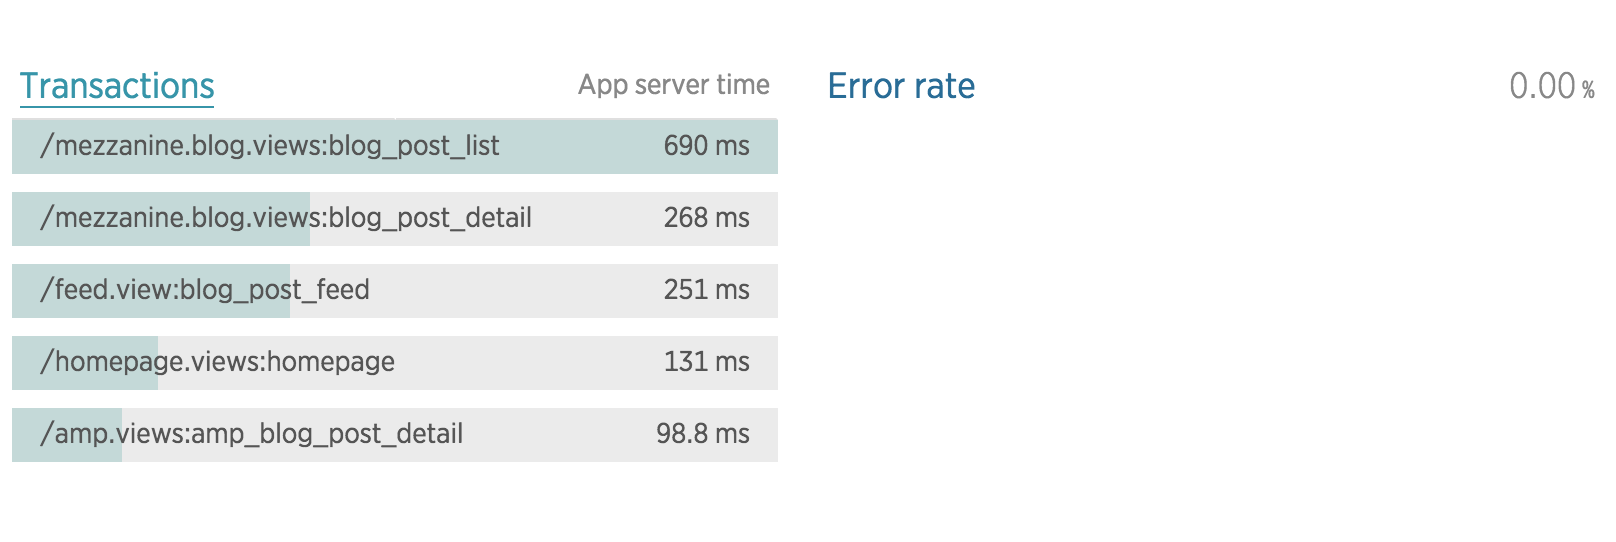 Transactions App server time
/mezzanine.blog.views:blog_post_list 690 ms
/mezzanine.blog.views:blog_post_detail 268 ms
/feed.view:blog_post_feed 251 ms
/homepage.views:homepage 131 ms
/amp.views:amp_blog_post_detail 98.8 ms
Error rate 0.00 %